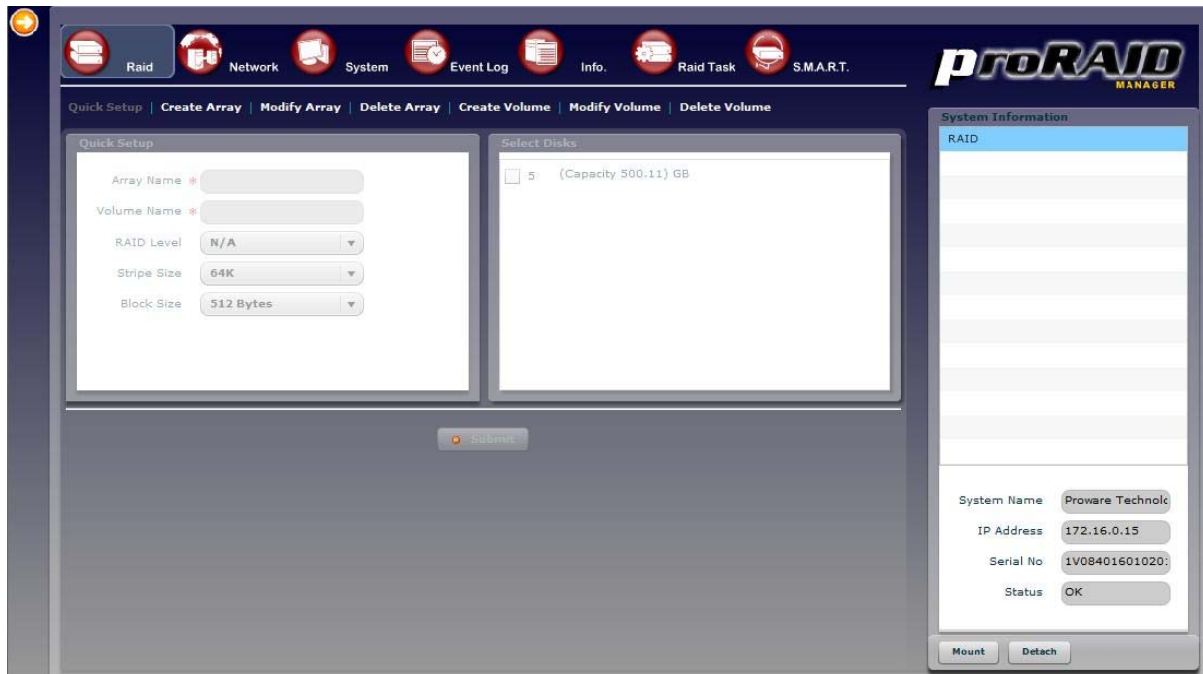 Raid
Network
System
Event Log
Info.
Raid Task
S.M.A.R.T.
proRAID
MANAGER
Quick Setup | Create Array | Modify Array | Delete Array | Create Volume | Modify Volume | Delete Volume
Quick Setup
Array Name *
Volume Name *
RAID Level N/A
Stripe Size 64K
Block Size 512 Bytes
Select Disks
5 (Capacity 500.11) GB
Submit
System Information
RAID
System Name Proware Technolo
IP Address 172.16.0.15
Serial No 1V08401601020:
Status OK
Mount Detach